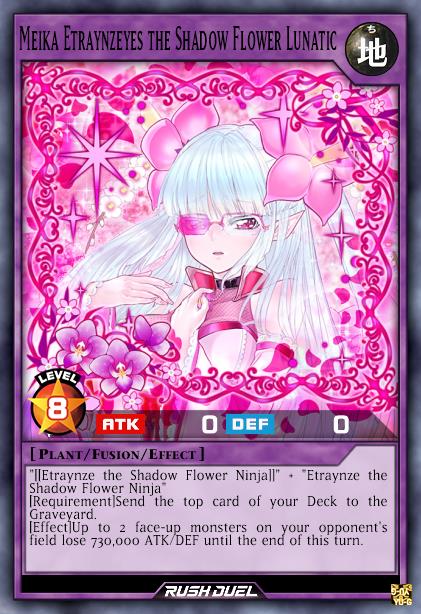 Meika Etraynzeyes the Shadow Flower Lunatic
ち
地
LEVEL
8
ATK 0 DEF 0
[ Plant/Fusion/Effect ]
"[[Etraynze the Shadow Flower Ninja]]" + "Etraynze the
Shadow Flower Ninja"
[Requirement]Send the top card of your Deck to the
Graveyard.
[Effect]Up to 2 face-up monsters on your opponent's
field lose 730,000 ATK/DEF until the end of this turn.
RUSH DUEL